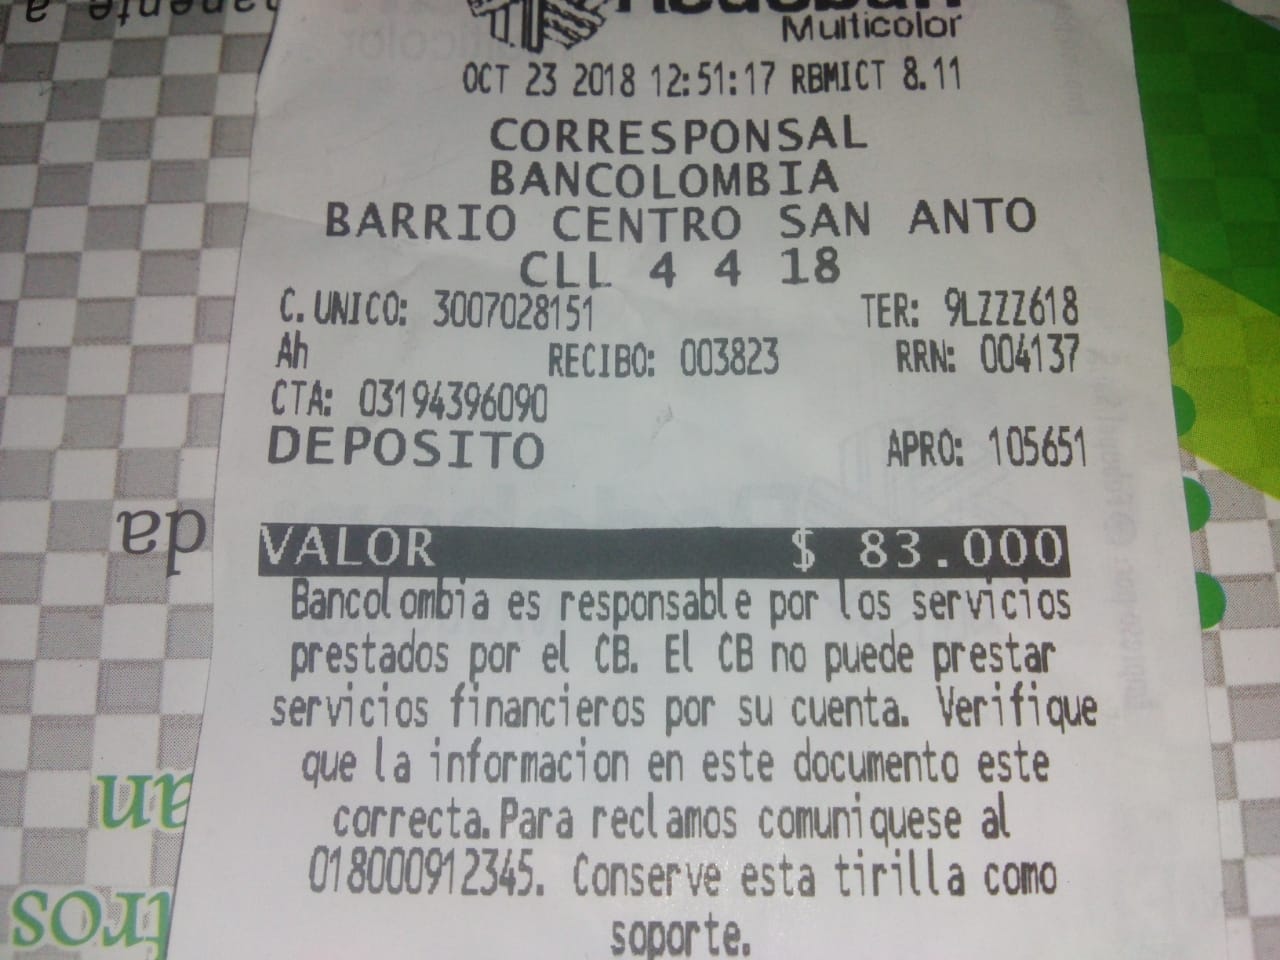 Redeban
Multicolor
OCT 23 2018 12:51:17 RBMICT 8.11
CORRESPONSAL
BANCOLOMBIA
BARRIO CENTRO SAN ANTO
CLL 4 4 18
C. UNICO: 3007028151 TER: 9LZZZ618
Ah RECIBO: 003823 RRN: 004137
CTA: 03194396090
DEPOSITO APRO: 105651
VALOR $ 83.000
Bancolombia es responsable por los servicios
prestados por el CB. El CB no puede prestar
servicios financieros por su cuenta. Verifique
que la informacion en este documento este
correcta. Para reclamos comuniquese al
018000912345. Conserve esta tirilla como
soporte.
da